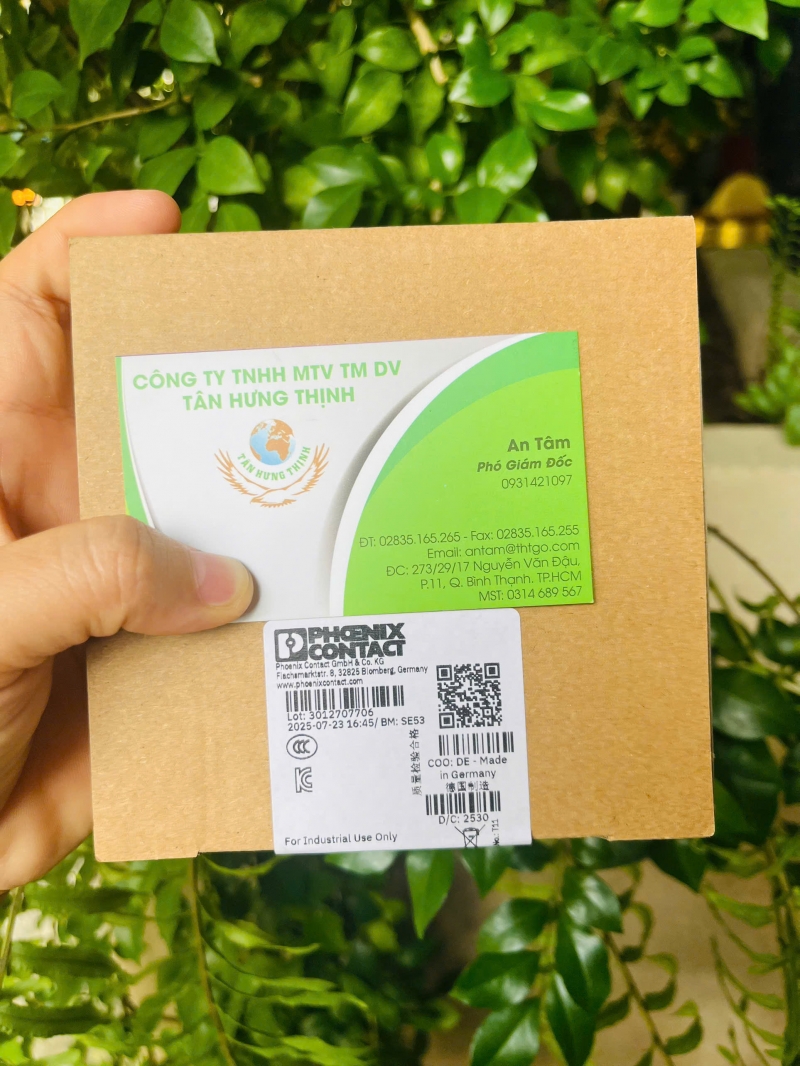 CÔNG TY TNHH MTV TM DV
TÂN HƯNG THỊNH
TÂN HƯNG THỊNH
An Tâm
Phó Giám Đốc
0931421097
ĐT: 02835.165.265 - Fax: 02835.165.255
Email: antam@thtgo.com
ĐC: 273/29/17 Nguyễn Văn Đậu,
P.11, Q. Bình Thạnh. TP.HCM
MST: 0314 689 567
PHŒNIX
CONTACT
Phoenix Contact GmbH & Co. KG
Flachsmarktstr. 8, 32825 Blomberg, Germany
www.phoenixcontact.com
Lot: 3012707706
2025-07-23 16:45/ BM: SE53
CCC
质量检验合格
COO: DE - Made
in Germany
德国制造
D/C: 2530
No.: T11
For Industrial Use Only